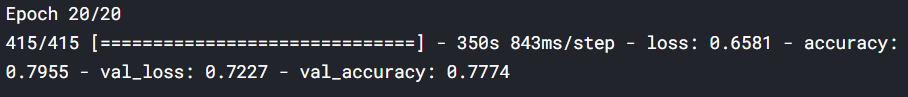 Epoch 20/20
415/415 [==============================] - 350s 843ms/step - loss: 0.6581 - accuracy:
0.7955 - val_loss: 0.7227 - val_accuracy: 0.7774